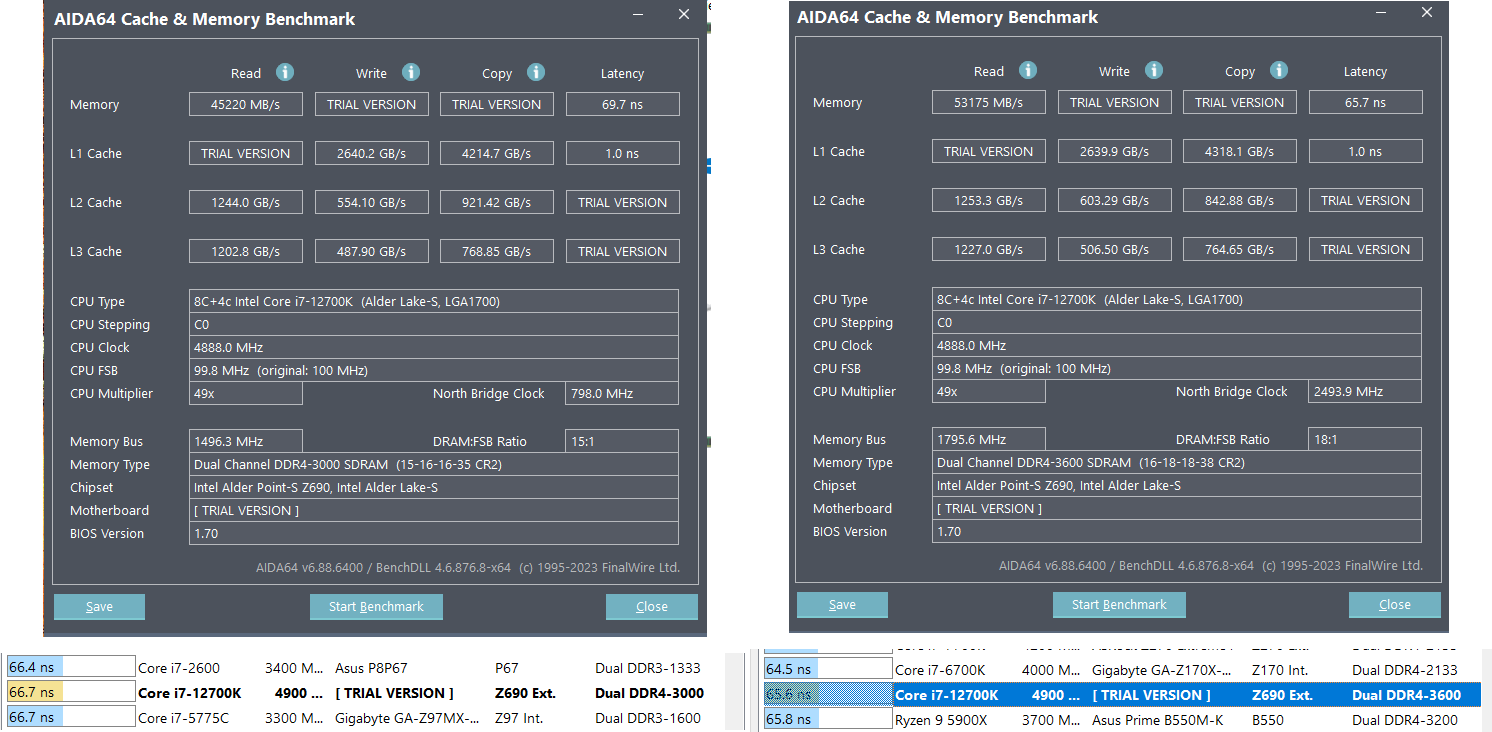 AIDA64 Cache & Memory Benchmark
Read Write Copy Latency
Memory 45220 MB/s TRIAL VERSION TRIAL VERSION 69.7 ns
L1 Cache TRIAL VERSION 2640.2 GB/s 4214.7 GB/s 1.0 ns
L2 Cache 1244.0 GB/s 554.10 GB/s 921.42 GB/s TRIAL VERSION
L3 Cache 1202.8 GB/s 487.90 GB/s 768.85 GB/s TRIAL VERSION
CPU Type 8C+4c Intel Core i7-12700K (Alder Lake-S, LGA1700)
CPU Stepping C0
CPU Clock 4888.0 MHz
CPU FSB 99.8 MHz (original: 100 MHz)
CPU Multiplier 49x North Bridge Clock 798.0 MHz
Memory Bus 1496.3 MHz DRAM:FSB Ratio 15:1
Memory Type Dual Channel DDR4-3000 SDRAM (15-16-16-35 CR2)
Chipset Intel Alder Point-S Z690, Intel Alder Lake-S
Motherboard [ TRIAL VERSION ]
BIOS Version 1.70
AIDA64 v6.88.6400 / BenchDLL 4.6.876.8-x64 (c) 1995-2023 FinalWire Ltd.
Save Start Benchmark Close
66.4 ns Core i7-2600 3400 M... Asus P8P67 P67 Dual DDR3-1333
66.7 ns Core i7-12700K 4900 ... [ TRIAL VERSION ] Z690 Ext. Dual DDR4-3000
66.7 ns Core i7-5775C 3300 M... Gigabyte GA-Z97MX-... Z97 Int. Dual DDR3-1600
AIDA64 Cache & Memory Benchmark
Read Write Copy Latency
Memory 53175 MB/s TRIAL VERSION TRIAL VERSION 65.7 ns
L1 Cache TRIAL VERSION 2639.9 GB/s 4318.1 GB/s 1.0 ns
L2 Cache 1253.3 GB/s 603.29 GB/s 842.88 GB/s TRIAL VERSION
L3 Cache 1227.0 GB/s 506.50 GB/s 764.65 GB/s TRIAL VERSION
CPU Type 8C+4c Intel Core i7-12700K (Alder Lake-S, LGA1700)
CPU Stepping C0
CPU Clock 4888.0 MHz
CPU FSB 99.8 MHz (original: 100 MHz)
CPU Multiplier 49x North Bridge Clock 2493.9 MHz
Memory Bus 1795.6 MHz DRAM:FSB Ratio 18:1
Memory Type Dual Channel DDR4-3600 SDRAM (16-18-18-38 CR2)
Chipset Intel Alder Point-S Z690, Intel Alder Lake-S
Motherboard [ TRIAL VERSION ]
BIOS Version 1.70
AIDA64 v6.88.6400 / BenchDLL 4.6.876.8-x64 (c) 1995-2023 FinalWire Ltd.
Save Start Benchmark Close
64.5 ns Core i7-6700K 4000 M... Gigabyte GA-Z170X-... Z170 Int. Dual DDR4-2133
65.6 ns Core i7-12700K 4900 ... [ TRIAL VERSION ] Z690 Ext. Dual DDR4-3600
65.8 ns Ryzen 9 5900X 3700 M... Asus Prime B550M-K B550 Dual DDR4-3200